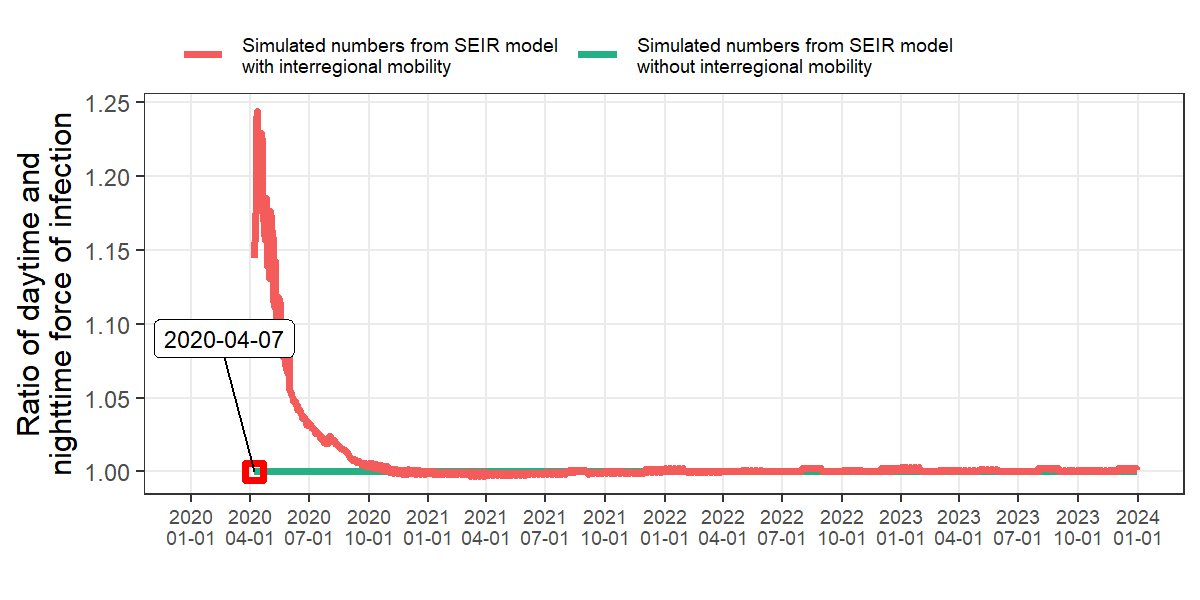 Simulated numbers from SEIR model
with interregional mobility
Simulated numbers from SEIR model
without interregional mobility
Ratio of daytime and
nighttime force of infection
1.25
1.20
1.15
1.10
1.05
1.00
2020-04-07
2020 2020 2020 2020 2021 2021 2021 2021 2022 2022 2022 2022 2023 2023 2023 2023 2024
01-01 04-01 07-01 10-01 01-01 04-01 07-01 10-01 01-01 04-01 07-01 10-01 01-01 04-01 07-01 10-01 01-01